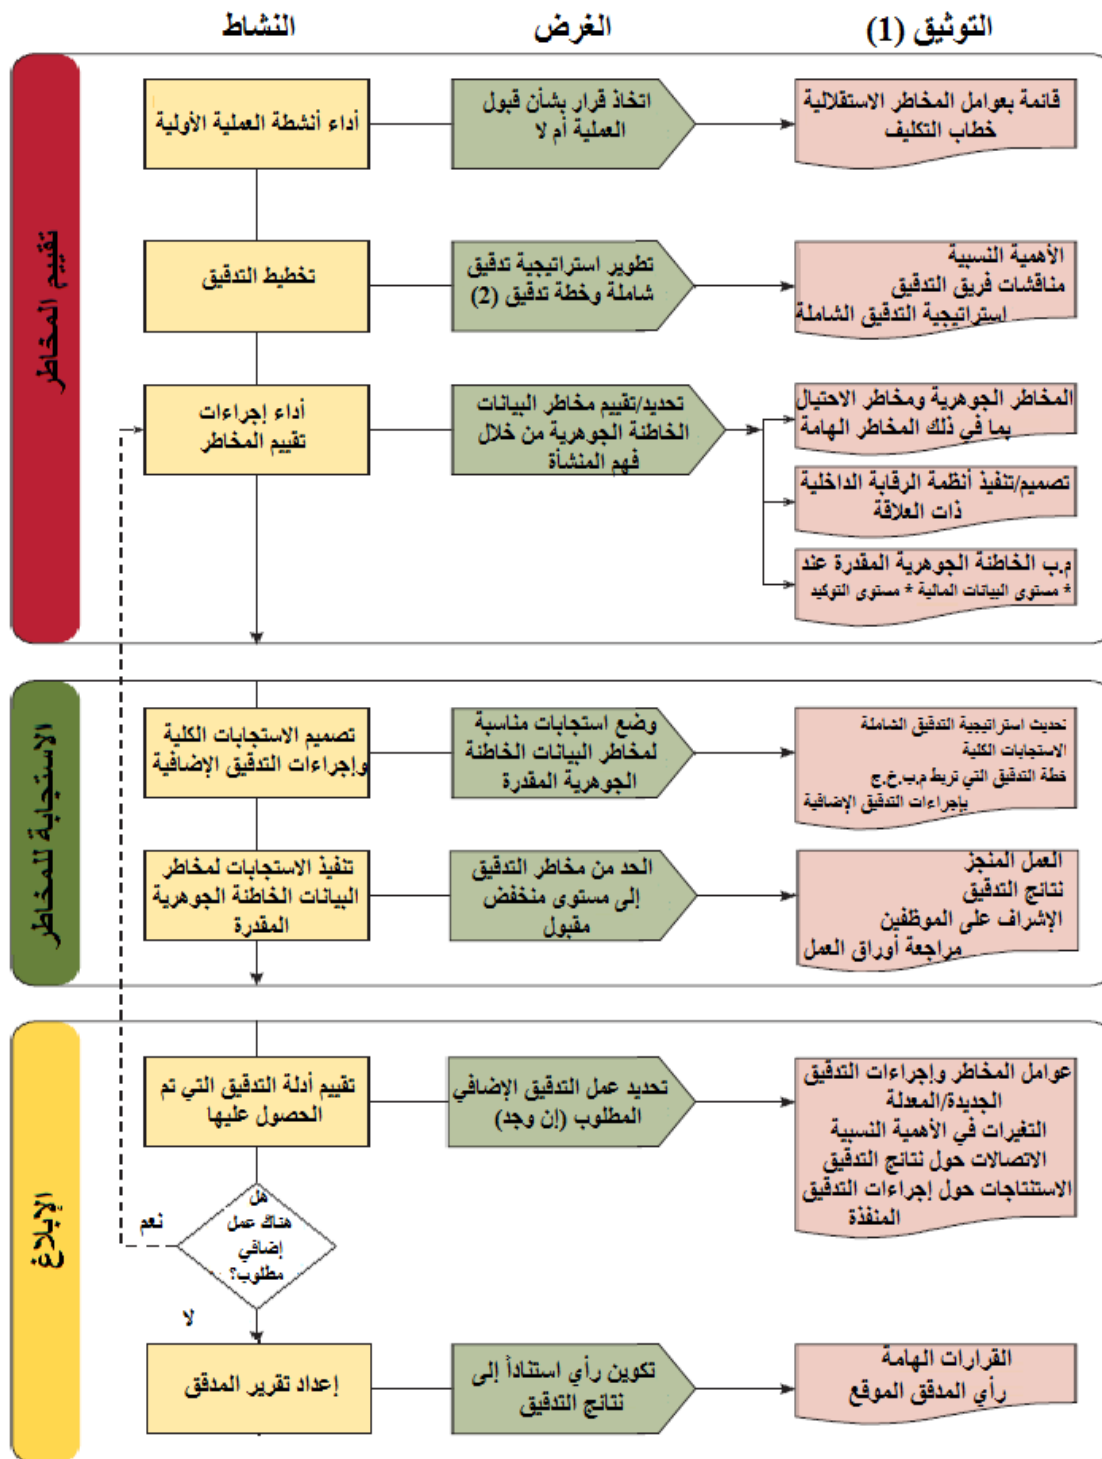 النشاط
الغرض
التوثيق (1)
تقييم المخاطر
أداء أنشطة العملية الأولية
اتخاذ قرار بشأن قبول
العملية أم لا
قائمة بعوامل المخاطر الاستقلالية
خطاب التكليف
تخطيط التدقيق
تطوير استراتيجية تدقيق
شاملة وخطة تدقيق (2)
الأهمية النسبية
مناقشات فريق التدقيق
استراتيجية التدقيق الشاملة
أداء إجراءات
تقييم المخاطر
تحديد/تقييم مخاطر البيانات
الخاطئة الجوهرية من خلال
فهم المنشأة
المخاطر الجوهرية ومخاطر الاحتيال
بما في ذلك المخاطر الهامة
تصميم/تنفيذ أنظمة الرقابة الداخلية
ذات العلاقة
م.ب الخاطئة الجوهرية المقدرة عند
* مستوى البيانات المالية * مستوى التوكيد
الاستجابة للمخاطر
تصميم الاستجابات الكلية
وإجراءات التدقيق الإضافية
وضع استجابات مناسبة
لمخاطر البيانات الخاطئة
الجوهرية المقدرة
تحديث استراتيجية التدقيق الشاملة
الاستجابات الكلية
خطة التدقيق التي تربط م.ب.خ.ج
بإجراءات التدقيق الإضافية
تنفيذ الاستجابات لمخاطر
البيانات الخاطئة الجوهرية
المقدرة
الحد من مخاطر التدقيق
إلى مستوى منخفض
مقبول
العمل المنجز
نتائج التدقيق
الإشراف على الموظفين
مراجعة أوراق العمل
الإبلاغ
تقييم أدلة التدقيق التي تم
الحصول عليها
تحديد عمل التدقيق الإضافي
المطلوب (إن وجد)
عوامل المخاطر وإجراءات التدقيق
الجديدة/المعدلة
التغيرات في الأهمية النسبية
الاتصالات حول نتائج التدقيق
الاستنتاجات حول إجراءات التدقيق
المنفذة
هل
هناك عمل
إضافي
مطلوب؟
نعم
لا
إعداد تقرير المدقق
تكوين رأي استناداً إلى
نتائج التدقيق
القرارات الهامة
رأي المدقق الموقع